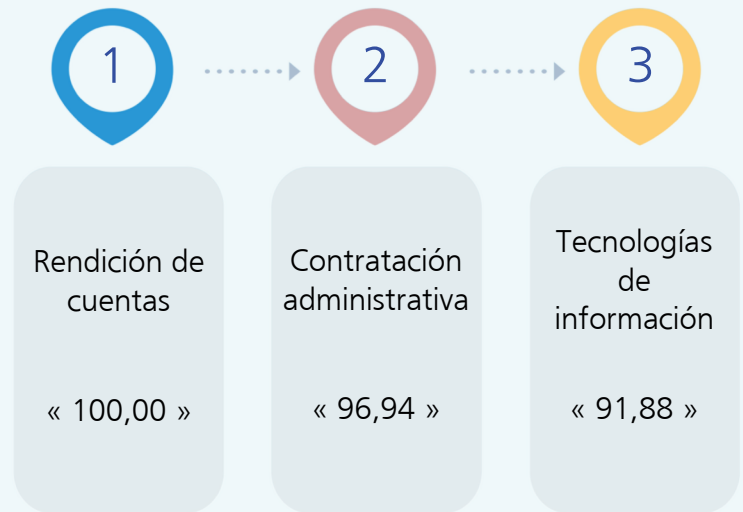 1
2
3
Rendición de
cuentas
« 100,00 »
Contratación
administrativa
« 96,94 »
Tecnologías
de
información
« 91,88 »